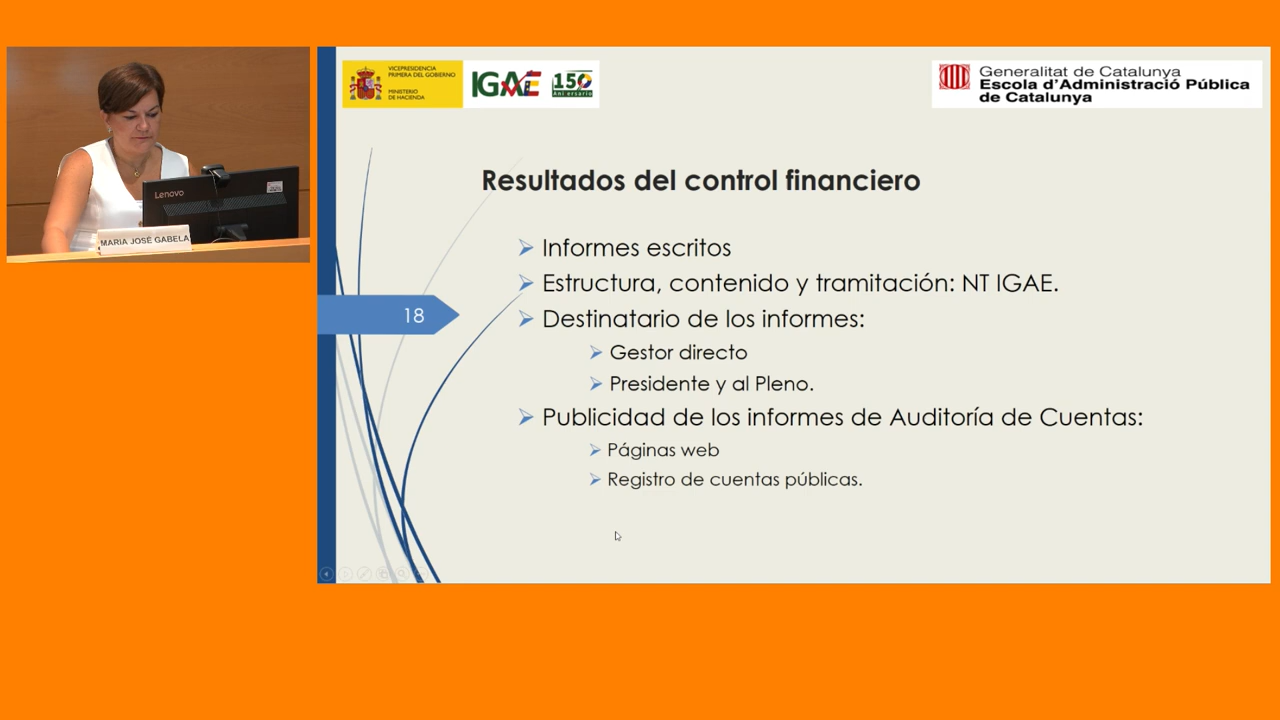 VICEPRESIDENCIA
PRIMERA DEL GOBIERNO
MINISTERIO
DE HACIENDA
IGAE
150
Aniversario
Generalitat de Catalunya
Escola d'Administració Pública
de Catalunya
Lenovo
MARIA JOSÉ GABELA
Resultados del control financiero
Informes escritos
Estructura, contenido y tramitación: NT IGAE.
18
Destinatario de los informes:
Gestor directo
Presidente y al Pleno.
Publicidad de los informes de Auditoría de Cuentas:
Páginas web
Registro de cuentas públicas.